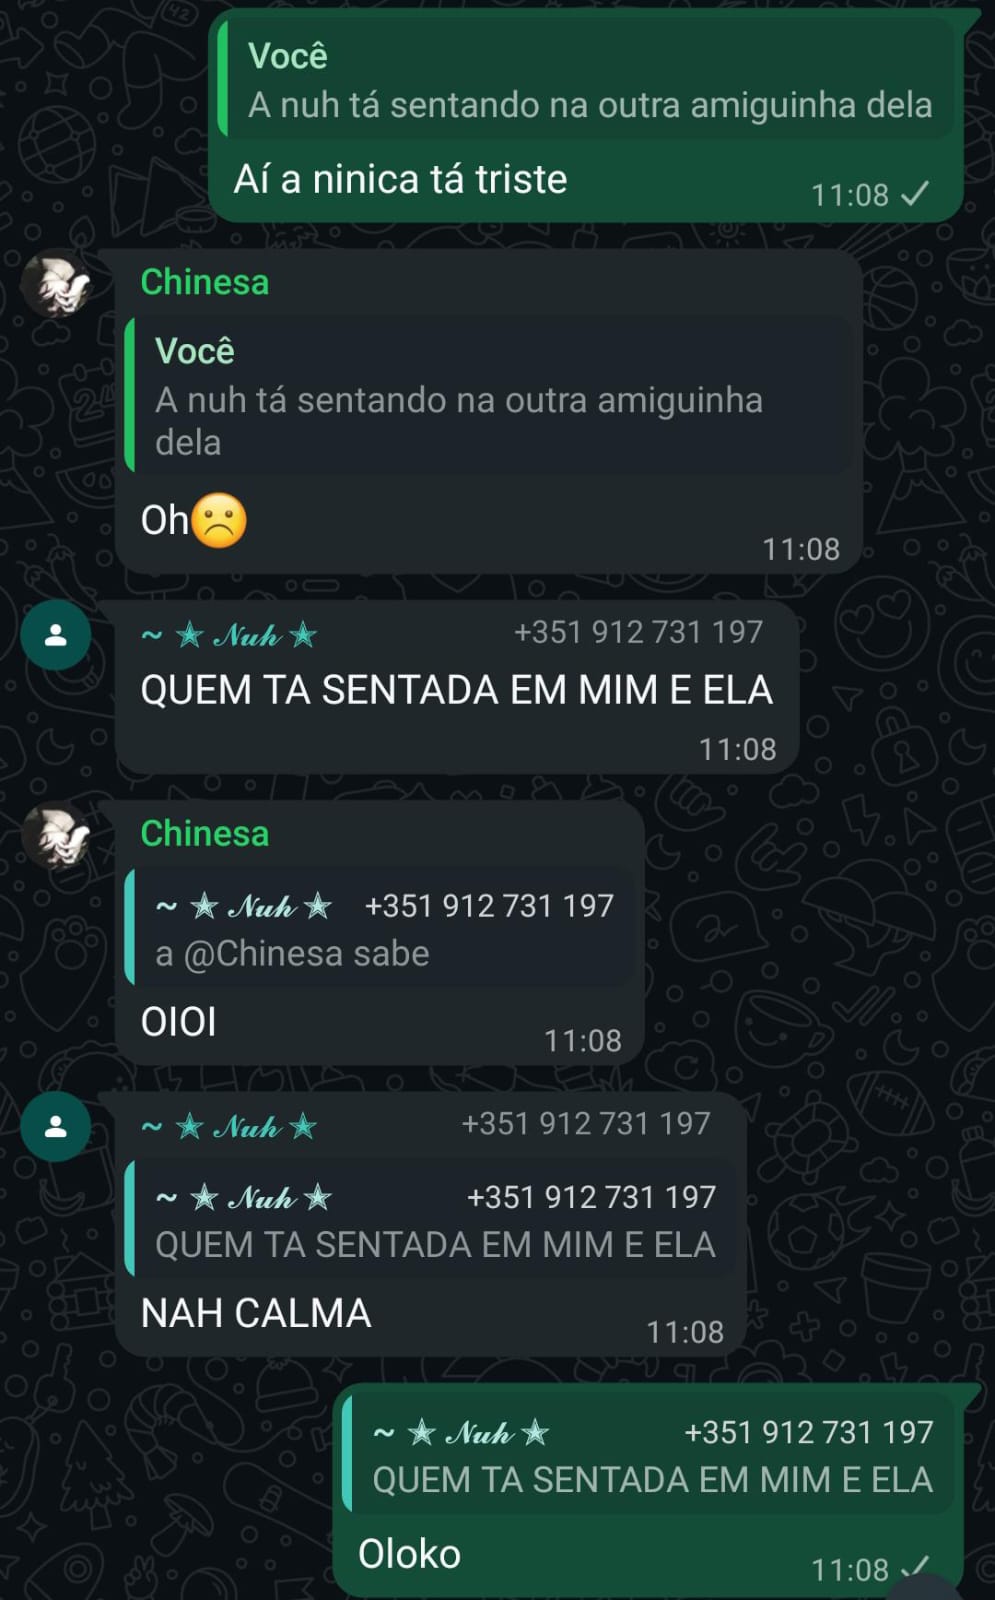 Você
A nuh tá sentando na outra amiguinha dela
Aí a ninica tá triste
11:08
Chinesa
Você
A nuh tá sentando na outra amiguinha
dela
Oh☹️
11:08
~ ✭ 𝓝𝓾𝓱 ✭ +351 912 731 197
QUEM TA SENTADA EM MIM E ELA
11:08
Chinesa
~ ✭ 𝓝𝓾𝓱 ✭ +351 912 731 197
a @Chinesa sabe
OIOI
11:08
~ ✭ 𝓝𝓾𝓱 ✭ +351 912 731 197
~ ✭ 𝓝𝓾𝓱 ✭ +351 912 731 197
QUEM TA SENTADA EM MIM E ELA
NAH CALMA
11:08
~ ✭ 𝓝𝓾𝓱 ✭ +351 912 731 197
QUEM TA SENTADA EM MIM E ELA
Oloko
11:08